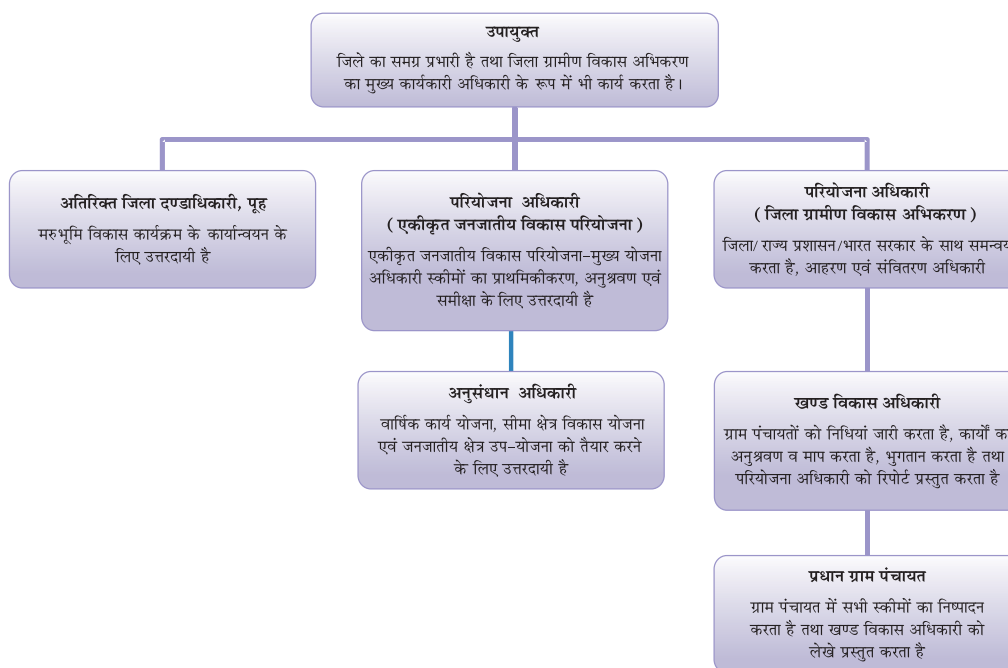 उपायुक्त
जिले का समग्र प्रभारी है तथा जिला ग्रामीण विकास अभिकरण
का मुख्य कार्यकारी अधिकारी के रूप में भी कार्य करता है।
अतिरिक्त जिला दण्डाधिकारी, पूह
मरुभूमि विकास कार्यक्रम के कार्यान्वयन के
लिए उत्तरदायी है
परियोजना अधिकारी
( एकीकृत जनजातीय विकास परियोजना )
एकीकृत जनजातीय विकास परियोजना-मुख्य योजना
अधिकारी स्कीमों का प्राथमिकीकरण, अनुश्रवण एवं
समीक्षा के लिए उत्तरदायी है
परियोजना अधिकारी
( जिला ग्रामीण विकास अभिकरण )
जिला/ राज्य प्रशासन/भारत सरकार के साथ समन्वय
करता है, आहरण एवं संवितरण अधिकारी
अनुसंधान अधिकारी
वार्षिक कार्य योजना, सीमा क्षेत्र विकास योजना
एवं जनजातीय क्षेत्र उप-योजना को तैयार करने
के लिए उत्तरदायी है
खण्ड विकास अधिकारी
ग्राम पंचायतों को निधियां जारी करता है, कार्यों का
अनुश्रवण व माप करता है, भुगतान करता है तथा
परियोजना अधिकारी को रिपोर्ट प्रस्तुत करता है
प्रधान ग्राम पंचायत
ग्राम पंचायत में सभी स्कीमों का निष्पादन
करता है तथा खण्ड विकास अधिकारी को
लेखे प्रस्तुत करता है